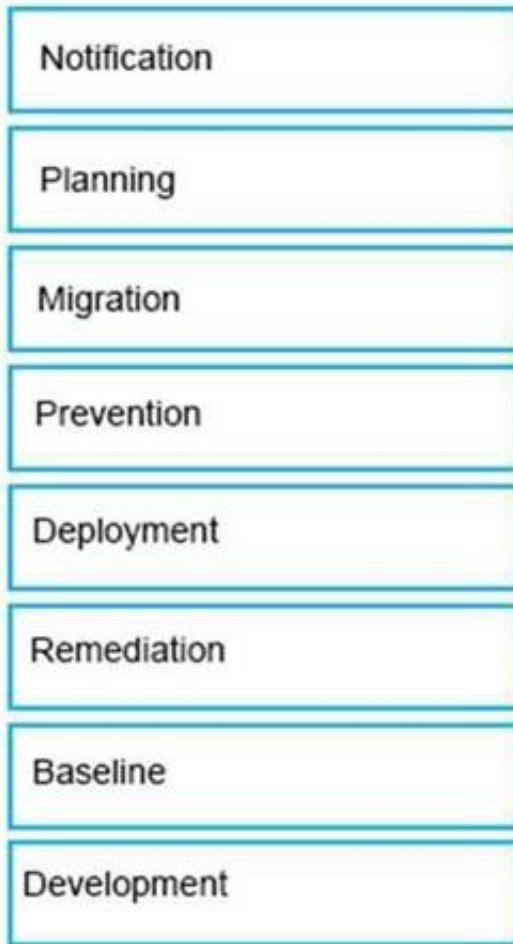 Notification
Planning
Migration
Prevention
Deployment
Remediation
Baseline
Development